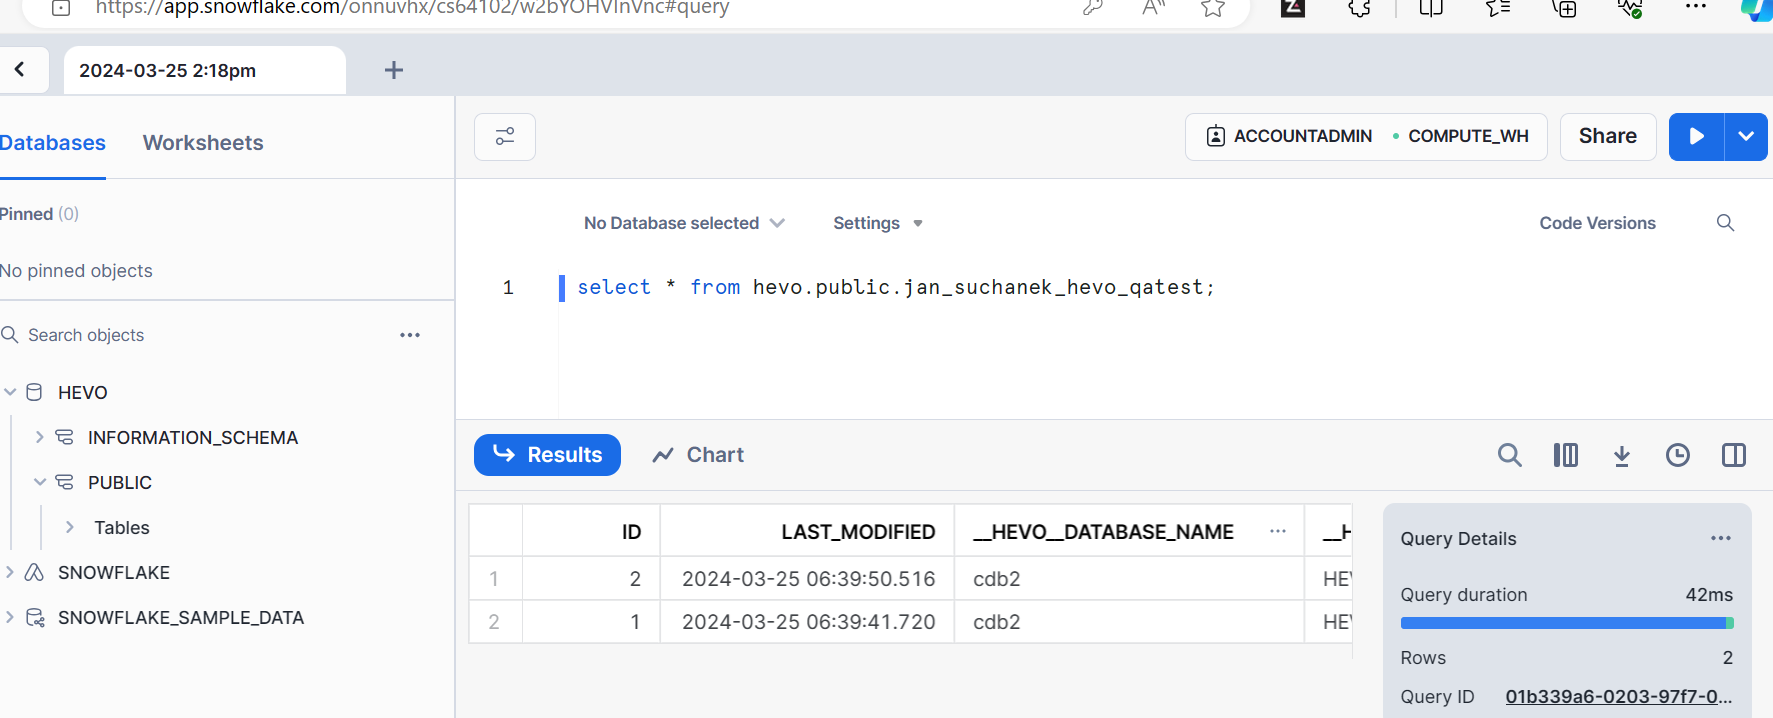 https://app.snowflake.com/onnuvhx/cs64102/w2bYOHVInVnc#query
2024-03-25 2:18pm
Databases
Worksheets
ACCOUNTADMIN
COMPUTE_WH
Share
Pinned (0)
No pinned objects
No Database selected
Settings
Code Versions
1
select * from hevo.public.jan_suchanek_hevo_qatest;
Search objects
HEVO
INFORMATION_SCHEMA
PUBLIC
Tables
SNOWFLAKE
SNOWFLAKE_SAMPLE_DATA
Results
Chart
ID LAST_MODIFIED __HEVO__DATABASE_NAME ... __H
1 2 2024-03-25 06:39:50.516 cdb2 HEV
2 1 2024-03-25 06:39:41.720 cdb2 HEV
Query Details
Query duration 42ms
Rows 2
Query ID 01b339a6-0203-97f7-0...